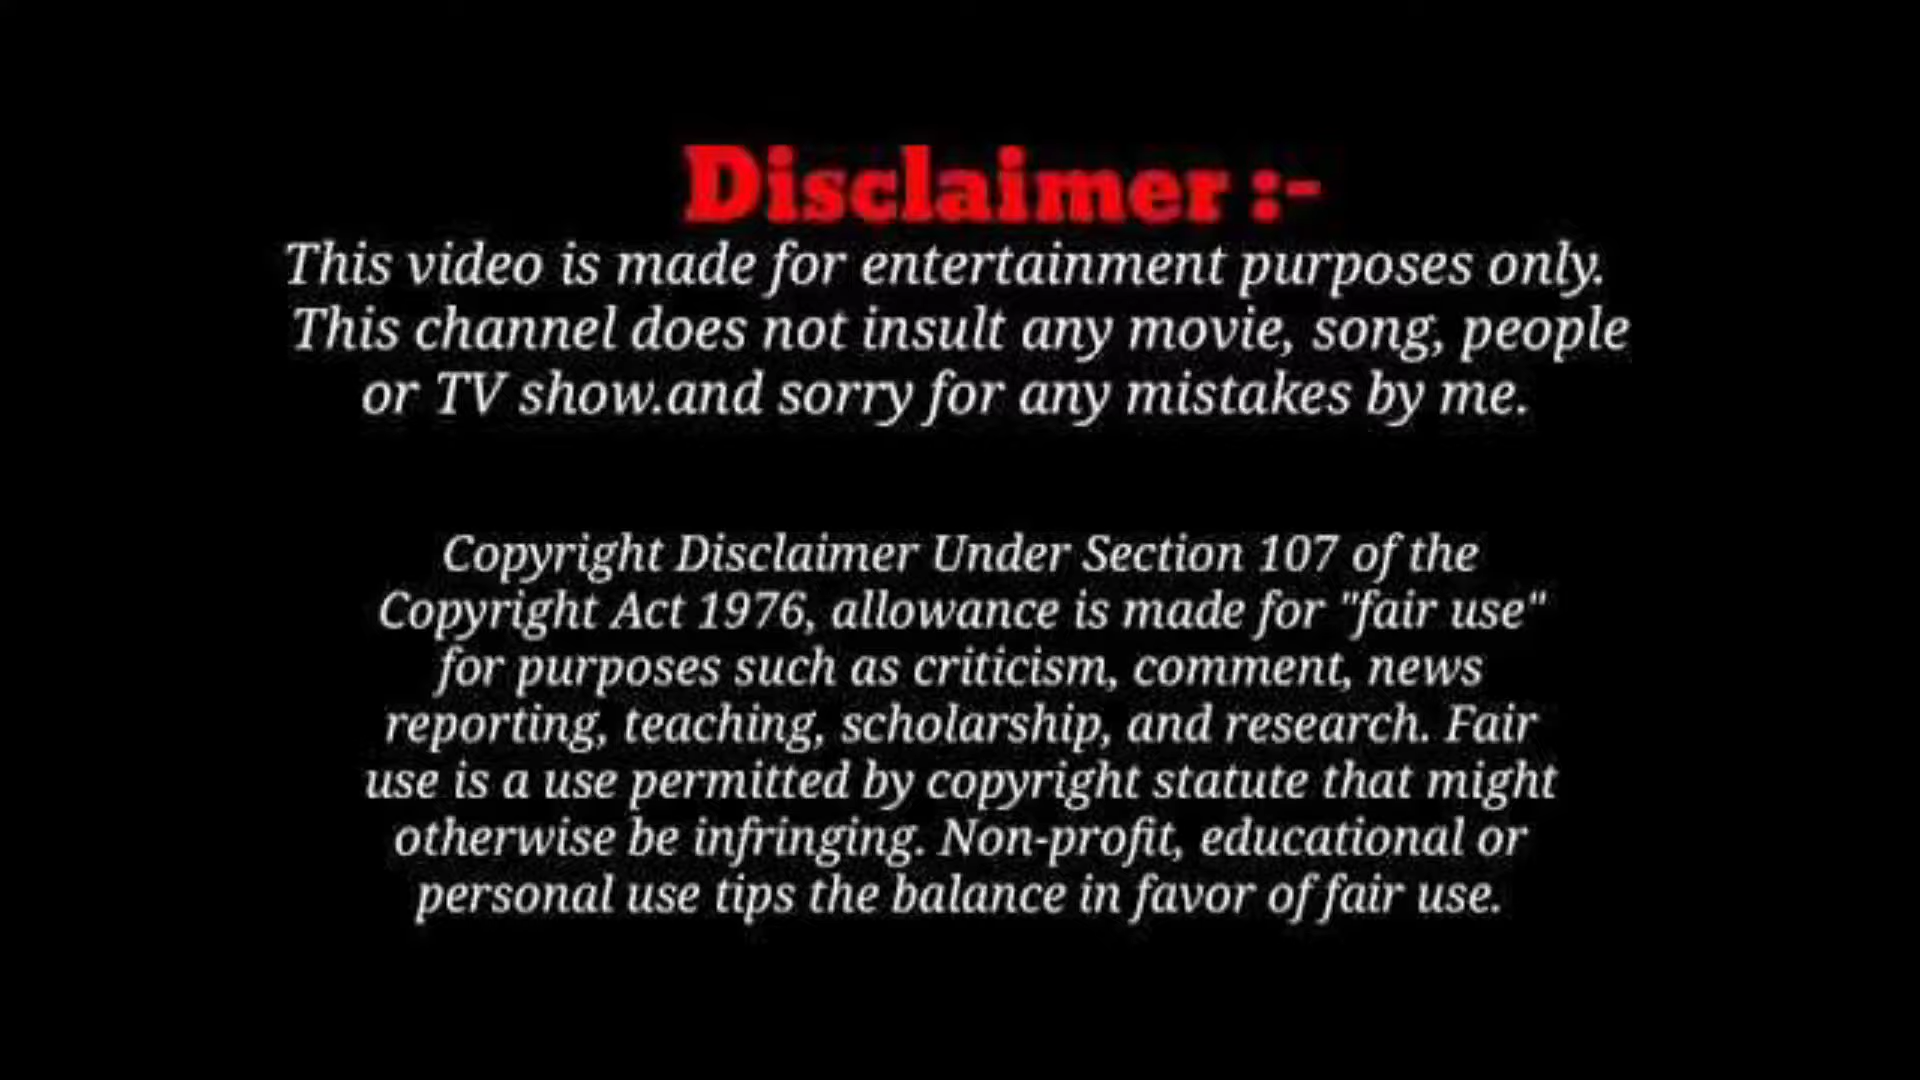 Disclaimer :-
This video is made for entertainment purposes only.
This channel does not insult any movie, song, people
or TV show.and sorry for any mistakes by me.
Copyright Disclaimer Under Section 107 of the
Copyright Act 1976, allowance is made for "fair use"
for purposes such as criticism, comment, news
reporting, teaching, scholarship, and research. Fair
use is a use permitted by copyright statute that might
otherwise be infringing. Non-profit, educational or
personal use tips the balance in favor of fair use.